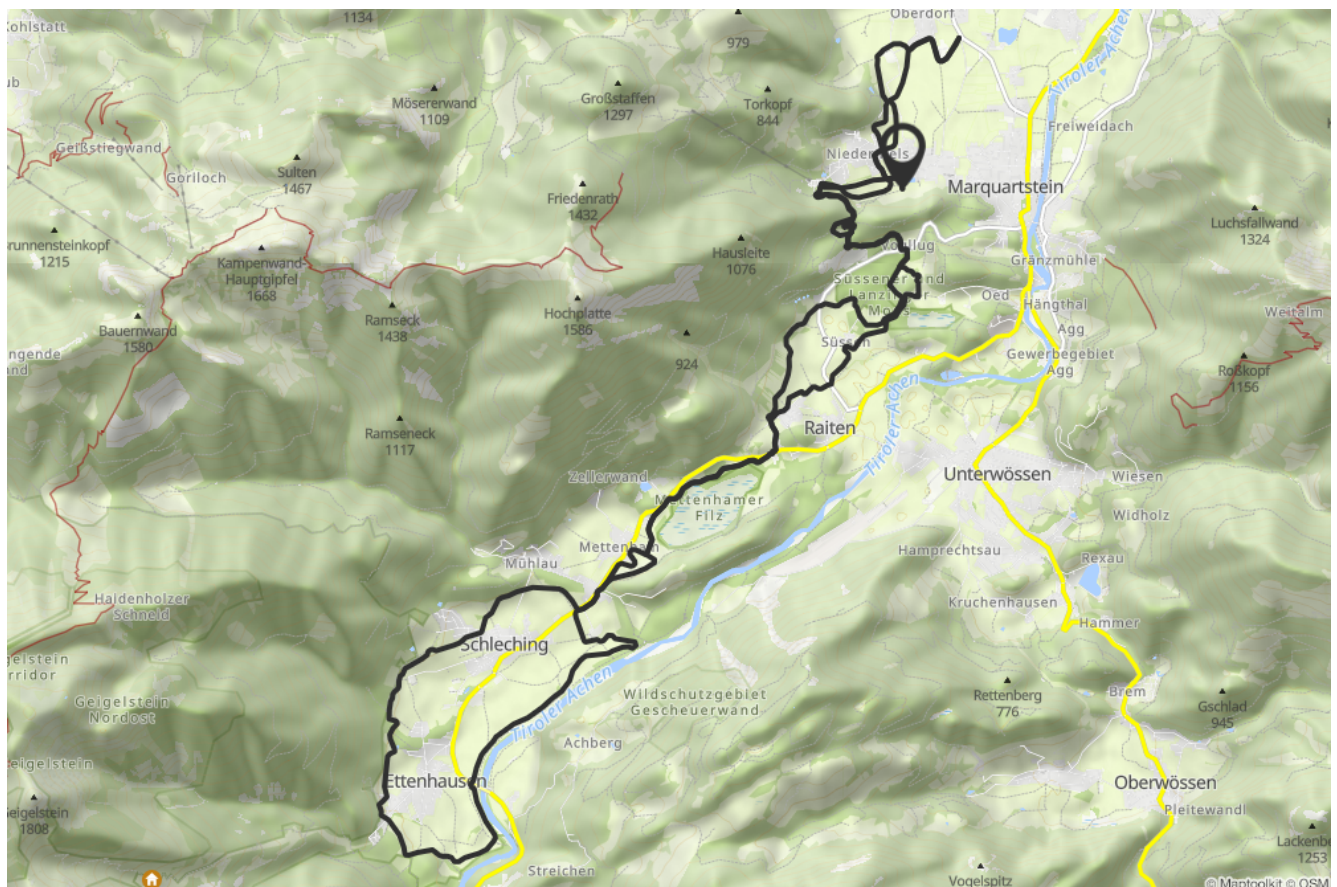 Kohlstatt
1134
979
Oberdorf
Tiroler Achen
Mösererwand
1109
Großstaffen
1297
Torkopf
844
Freiweidach
Geißstiegwand
Goriloch
Sulten
1467
Friedenrath
1432
Marquartstein
Luchsfallwand
1324
Brunnensteinkopf
1215
Kampenwand-
Hauptgipfel
1668
Hausleite
1076
Gränzmühle
Oed
Hängthal
Agg
Bauernwand
1580
Ramseck
1438
Hochplatte
1586
924
Süssen
Gewerbegebiet
Agg
Weitalm
Roßkopf
1156
Ramseneck
1117
Raiten
Tiroler Achen
Unterwössen
Wiesen
Widholz
Zellerwand
Mettenhamer
Filz
Mettenham
Mühlau
Hamprechtsau
Rexau
Kruchenhausen
Hammer
Haidenholzer
Schneid
Schleching
Tiroler Achen
Wildschutzgebiet
Gescheuerwand
Rettenberg
776
Brem
Gschlad
945
Geigelstein
Nordost
Achberg
Ettenhausen
Oberwössen
Pleitewandl
Geigelstein
1808
Streichen
Vogelspitz
1253
© Maptoolkit © OSM